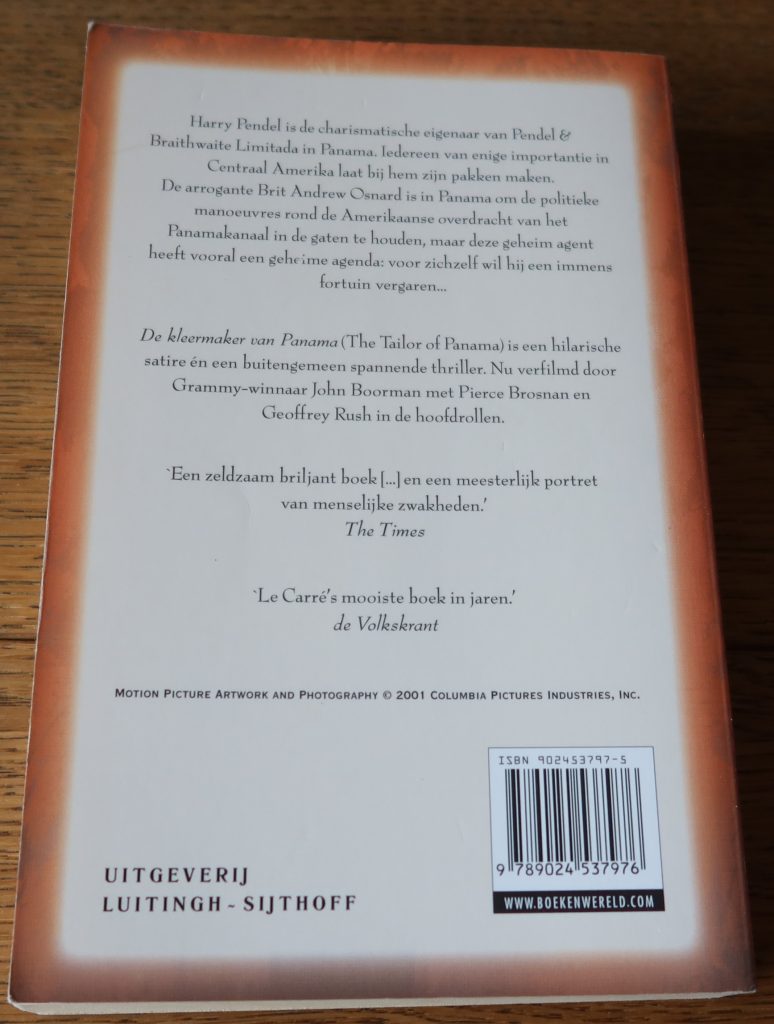 Harry Pendel is de charismatische eigenaar van Pendel &
Braithwaite Limitada in Panama. Iedereen van enige importantie in
Centraal Amerika laat bij hem zijn pakken maken.
De arrogante Brit Andrew Osnard is in Panama om de politieke
manoeuvres rond de Amerikaanse overdracht van het
Panamakanaal in de gaten te houden, maar deze geheim agent
heeft vooral een geheime agenda: voor zichzelf wil hij een immens
fortuin vergaren...
De kleermaker van Panama (The Tailor of Panama) is een hilarische
satire én een buitengemeen spannende thriller. Nu verfilmd door
Grammy-winnaar John Boorman met Pierce Brosnan en
Geoffrey Rush in de hoofdrollen.
`Een zeldzaam briljant boek [...] en een meesterlijk portret
van menselijke zwakheden.'
The Times
`Le Carré's mooiste boek in jaren.'
de Volkskrant
MOTION PICTURE ARTWORK AND PHOTOGRAPHY © 2001 COLUMBIA PICTURES INDUSTRIES, INC.
ISBN 902453797-5
9 789024 537976
WWW.BOEKENWERELD.COM
UITGEVERIJ
LUITINGH ~ SIJTHOFF